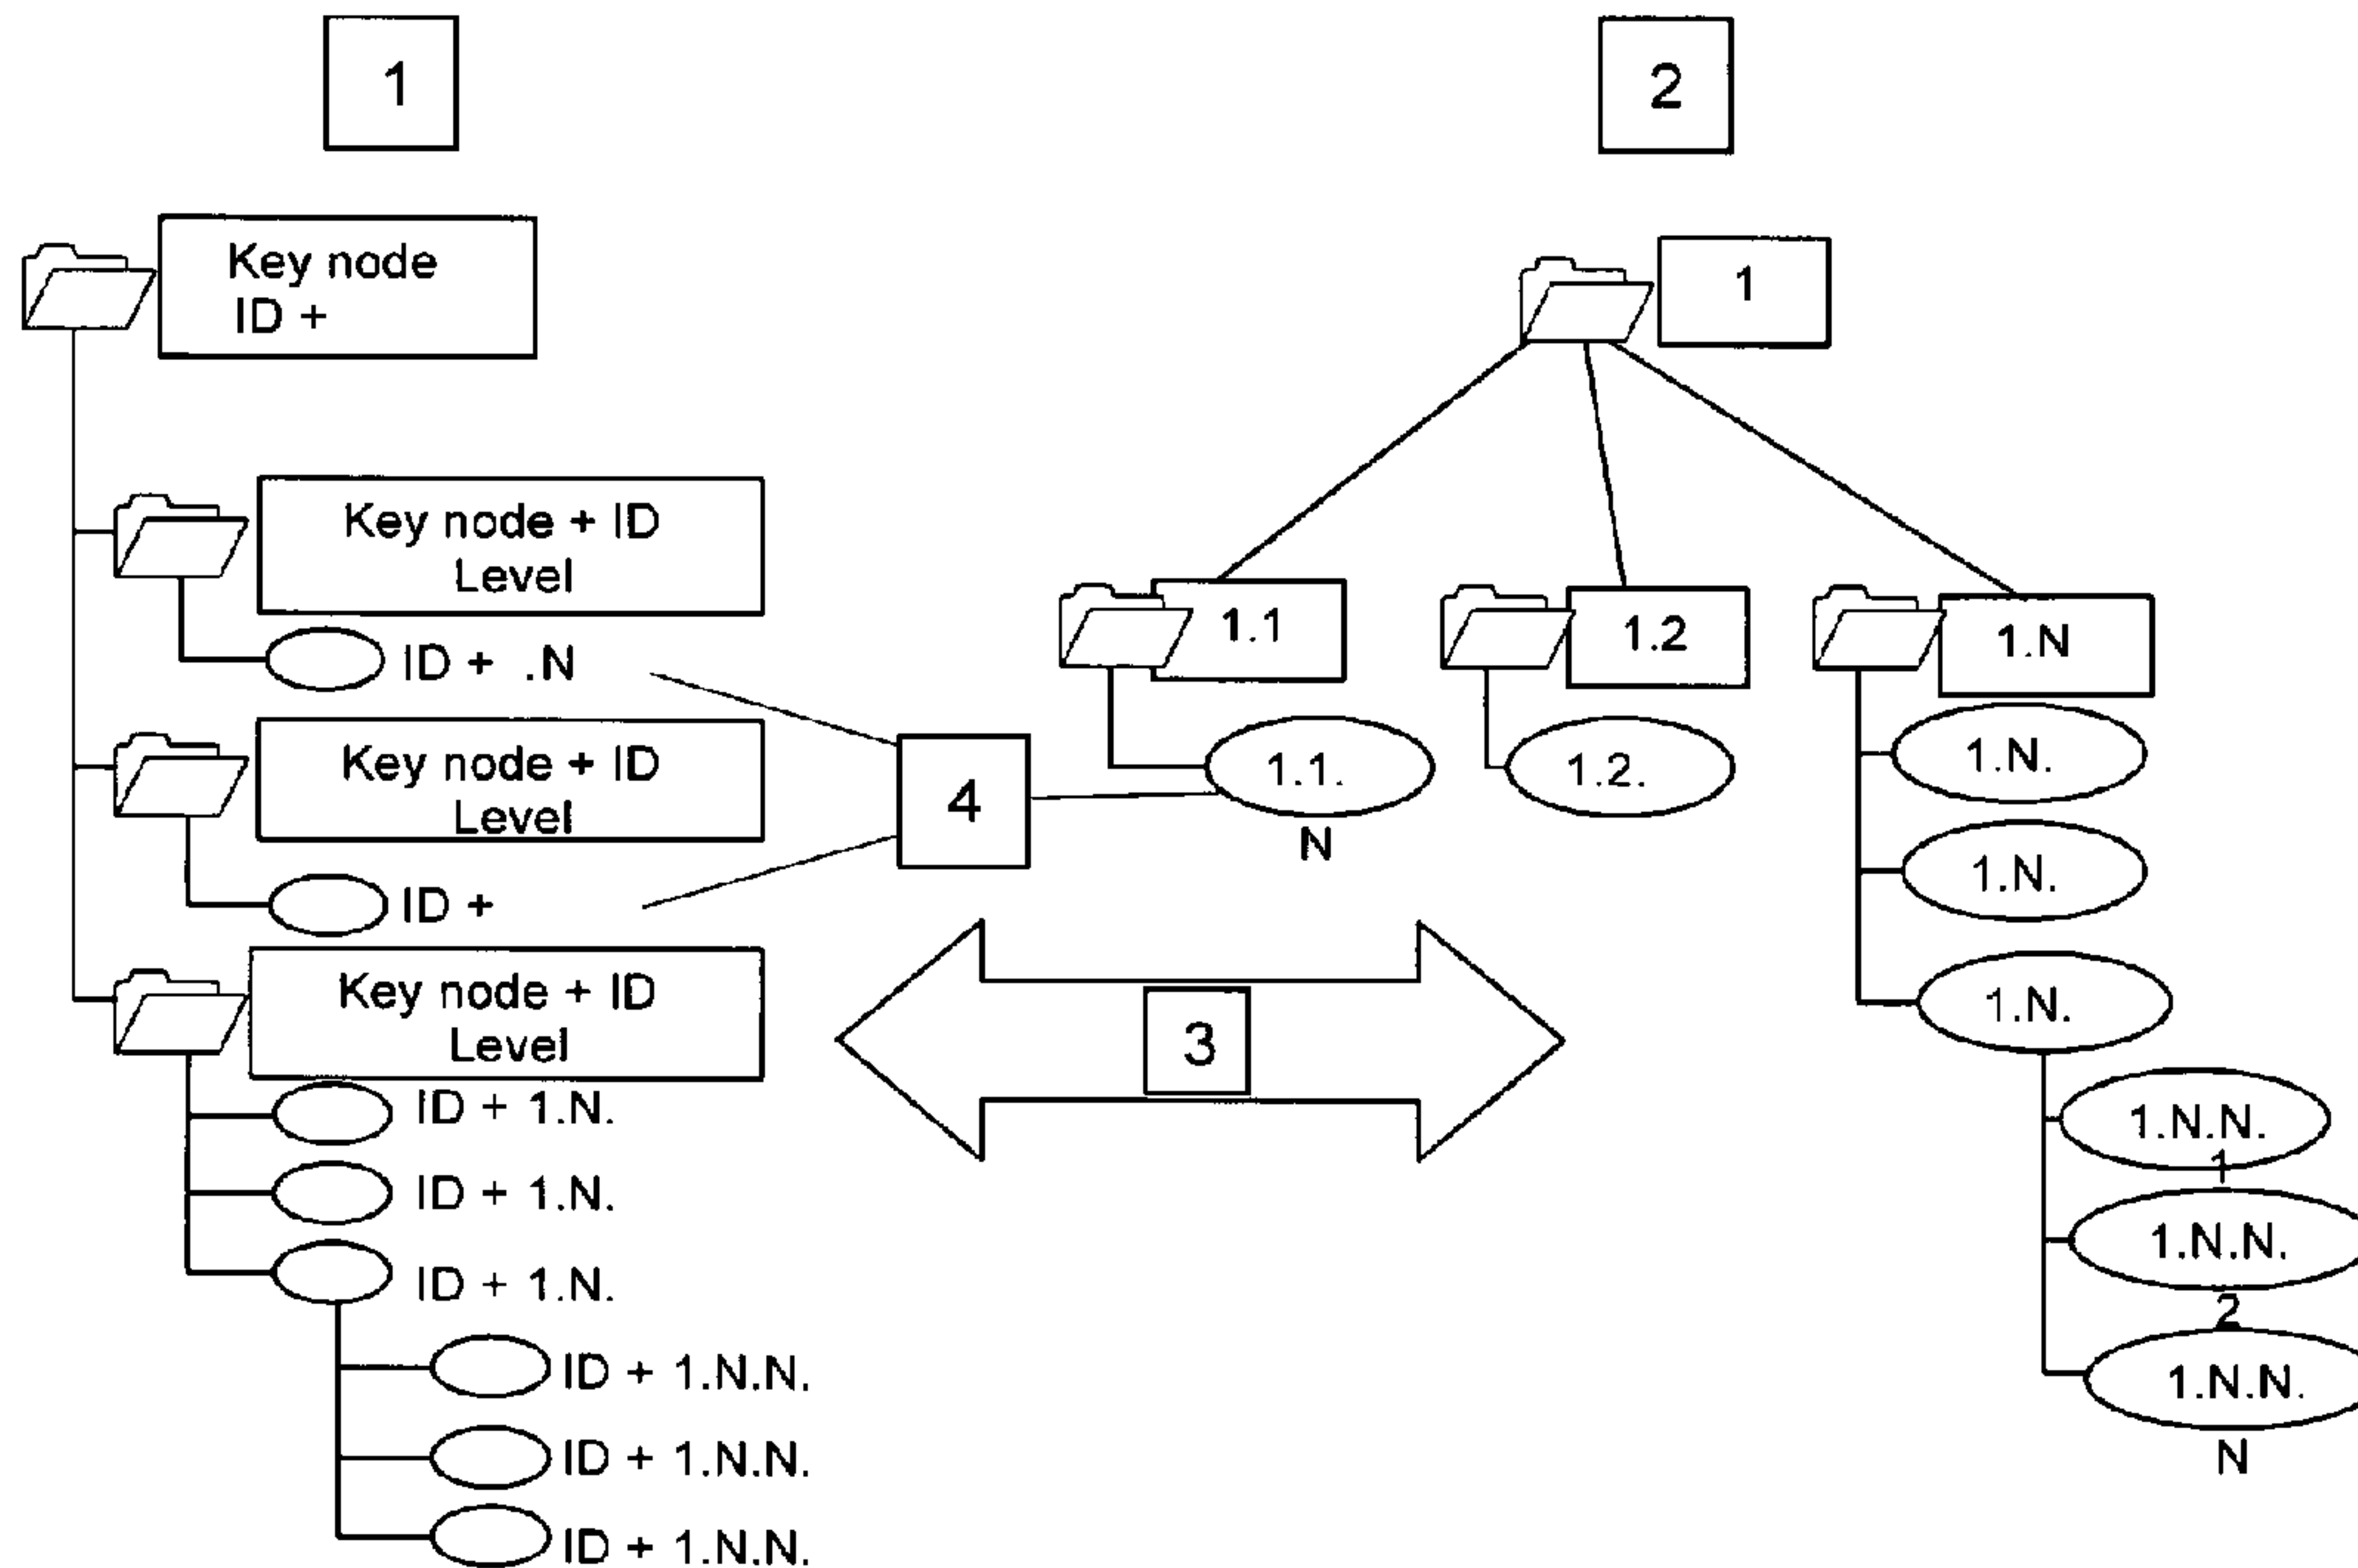 1
2
Key node
ID +
1
Key node + ID
Level
ID + .N
Key node + ID
Level
ID +
Key node + ID
Level
ID + 1.N.
ID + 1.N.
ID + 1.N.
ID + 1.N.N.
ID + 1.N.N.
ID + 1.N.N.
4
3
1.1
1.1.
N
1.2
1.2.
1.N
1.N.
1.N.
1.N.
1.N.N.
1
1.N.N.
2
1.N.N.
N